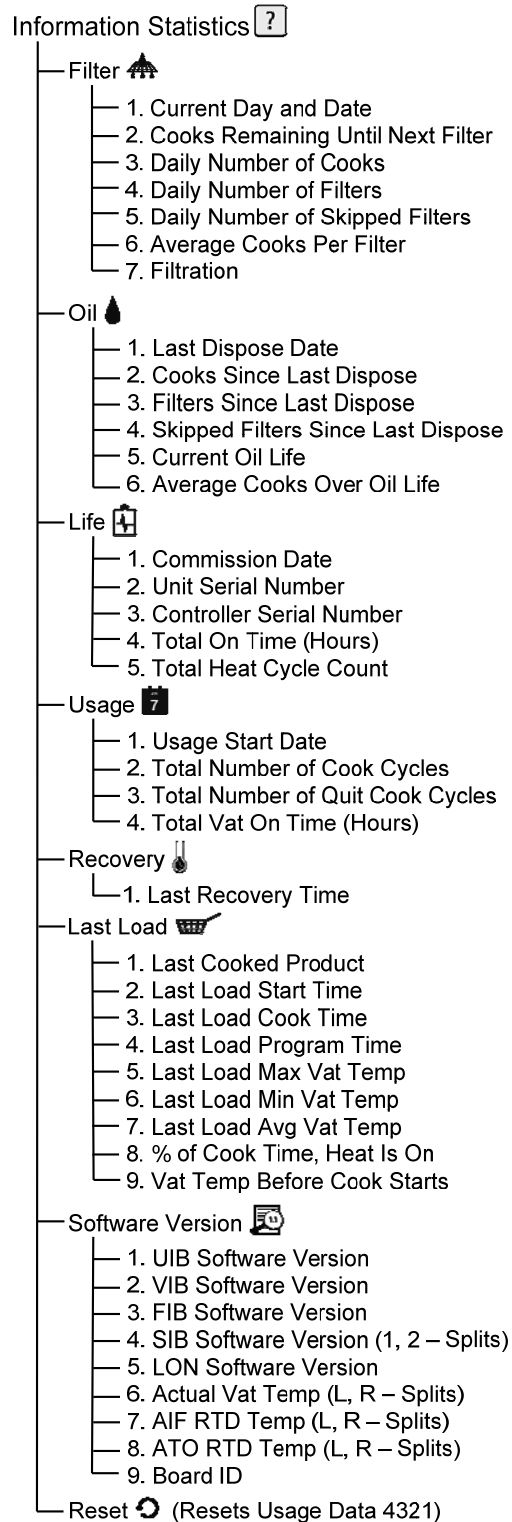 Information Statistics ?
Filter
1. Current Day and Date
2. Cooks Remaining Until Next Filter
3. Daily Number of Cooks
4. Daily Number of Filters
5. Daily Number of Skipped Filters
6. Average Cooks Per Filter
7. Filtration
Oil
1. Last Dispose Date
2. Cooks Since Last Dispose
3. Filters Since Last Dispose
4. Skipped Filters Since Last Dispose
5. Current Oil Life
6. Average Cooks Over Oil Life
Life
1. Commission Date
2. Unit Serial Number
3. Controller Serial Number
4. Total On Time (Hours)
5. Total Heat Cycle Count
Usage 7
1. Usage Start Date
2. Total Number of Cook Cycles
3. Total Number of Quit Cook Cycles
4. Total Vat On Time (Hours)
Recovery
1. Last Recovery Time
Last Load
1. Last Cooked Product
2. Last Load Start Time
3. Last Load Cook Time
4. Last Load Program Time
5. Last Load Max Vat Temp
6. Last Load Min Vat Temp
7. Last Load Avg Vat Temp
8. % of Cook Time, Heat Is On
9. Vat Temp Before Cook Starts
Software Version
1. UIB Software Version
2. VIB Software Version
3. FIB Software Version
4. SIB Software Version (1, 2 – Splits)
5. LON Software Version
6. Actual Vat Temp (L, R – Splits)
7. AIF RTD Temp (L, R – Splits)
8. ATO RTD Temp (L, R – Splits)
9. Board ID
Reset (Resets Usage Data 4321)